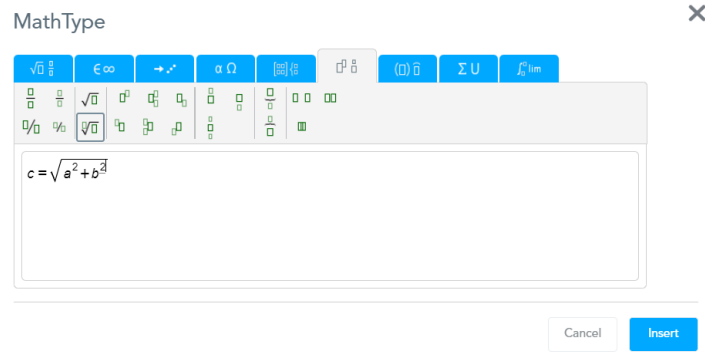 MathType
√▯ ▯/▯ ∈∞ →⋰ αΩ [▯▯]{▯ ▯^▯ ▯ (▯) ▯ ΣU ∫ lim
c = √(a² + b²)
Cancel Insert